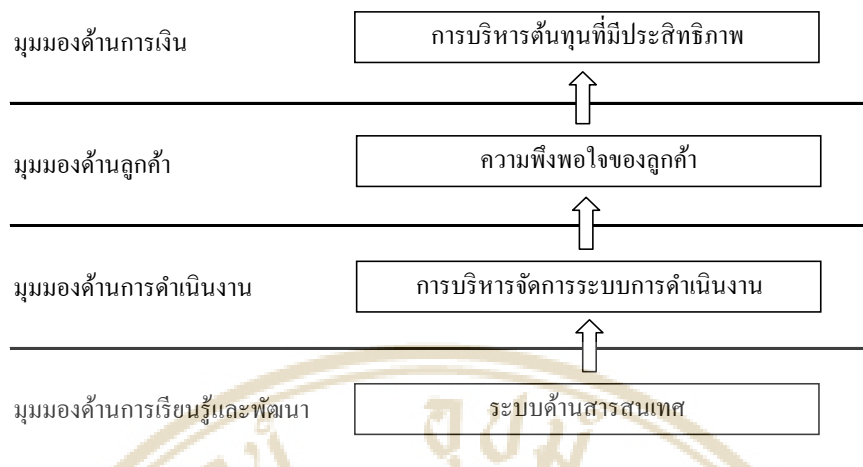 มุมมองด้านการเงิน การบริหารต้นทุนที่มีประสิทธิภาพ
มุมมองด้านลูกค้า ความพึงพอใจของลูกค้า
มุมมองด้านการดำเนินงาน การบริหารจัดการระบบการดำเนินงาน
มุมมองด้านการเรียนรู้และพัฒนา ระบบด้านสารสนเทศ